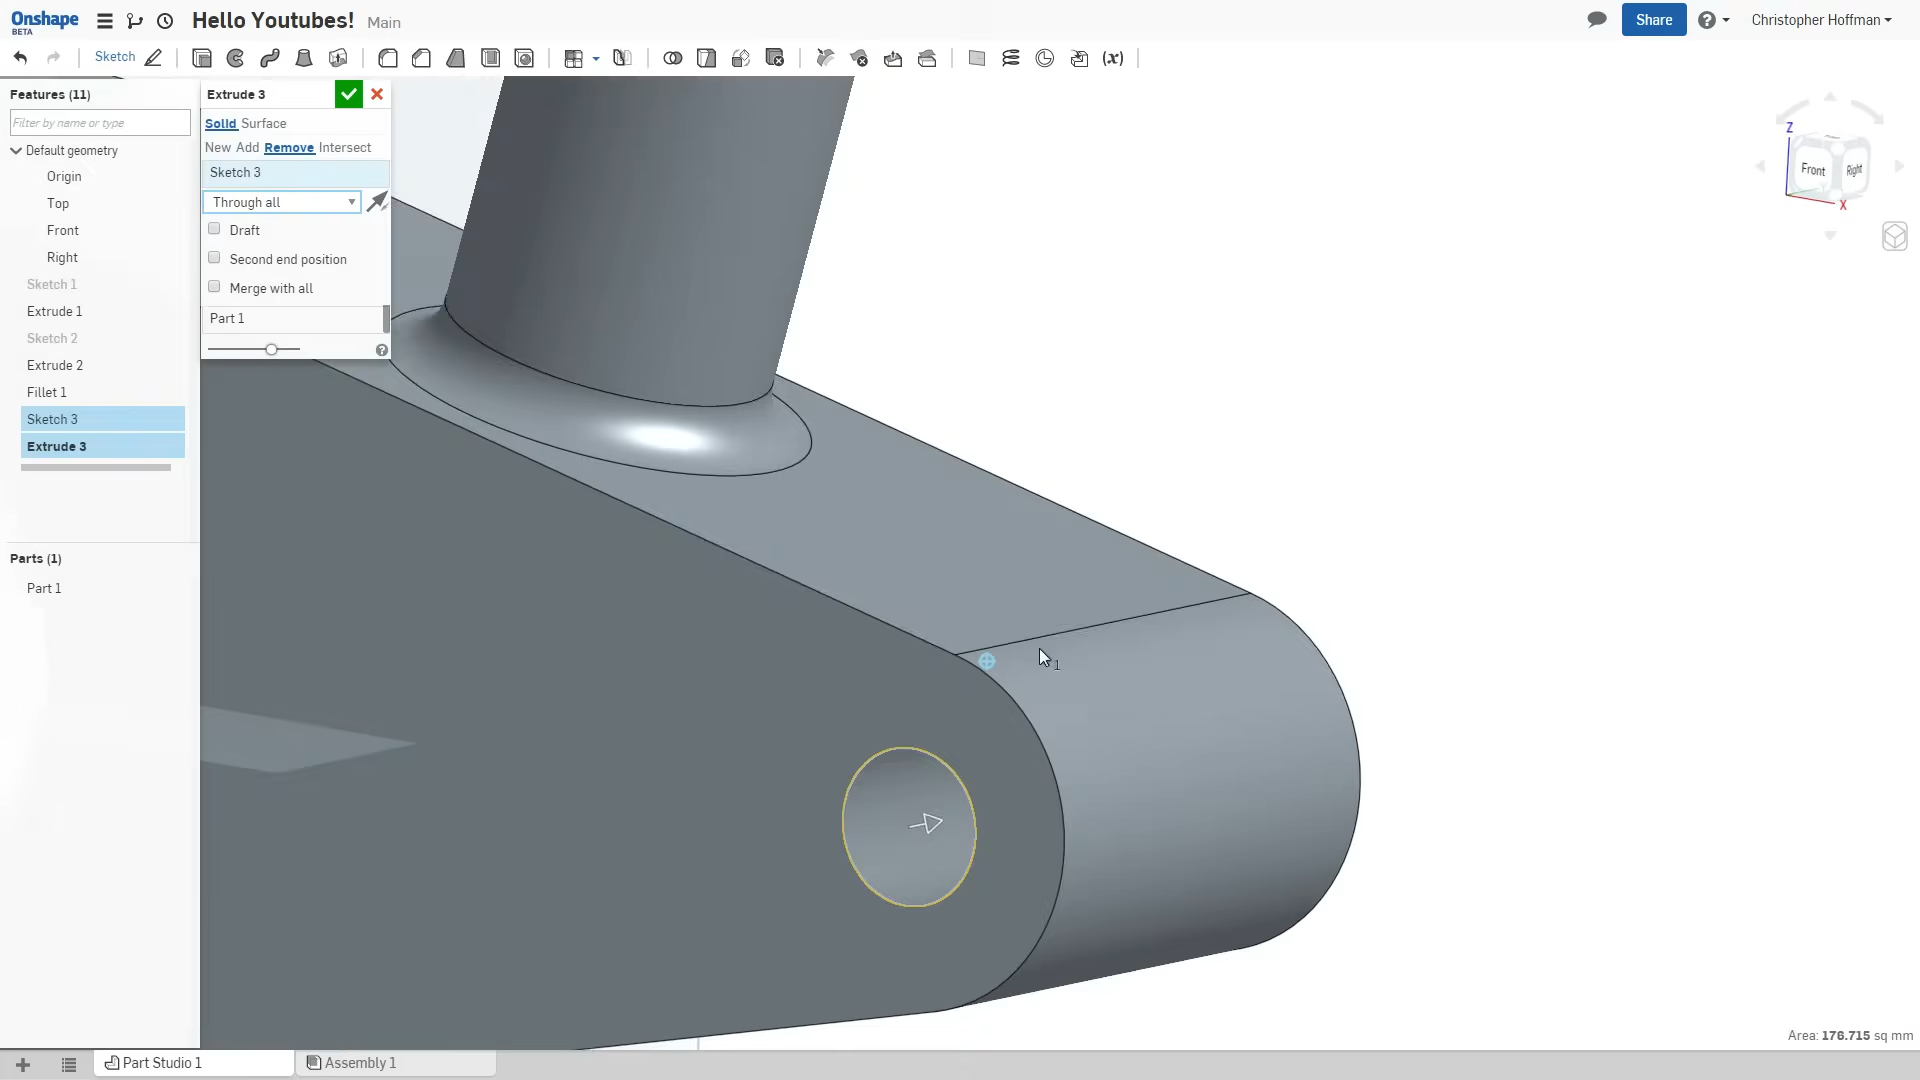 Onshape
BETA
Hello Youtubes! Main
Share
Christopher Hoffman
Sketch
(x)
Features (11)
Filter by name or type
Default geometry
Origin
Top
Front
Right
Sketch 1
Extrude 1
Sketch 2
Extrude 2
Fillet 1
Sketch 3
Extrude 3
Parts (1)
Part 1
Extrude 3
Solid Surface
New Add Remove Intersect
Sketch 3
Through all
Draft
Second end position
Merge with all
Part 1
Z
Front Right
X
1
Area: 176.715 sq mm
Part Studio 1 Assembly 1